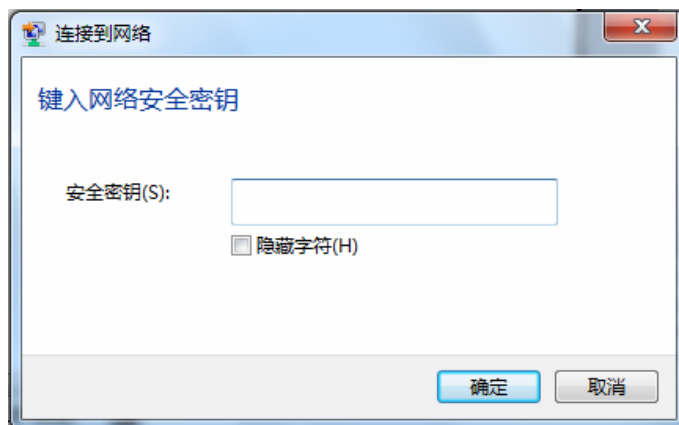 连接到网络
键入网络安全密钥
安全密钥(S):
隐藏字符(H)
确定
取消